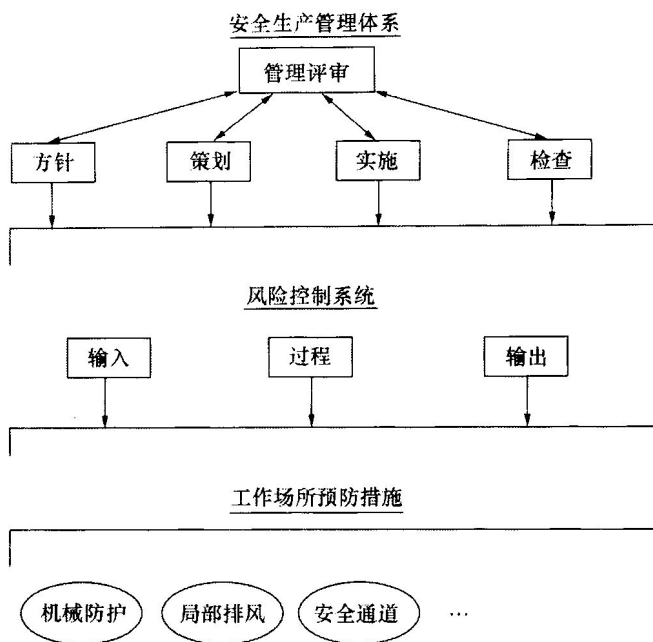 安全生产管理体系
管理评审
方针 策划 实施 检查
风险控制系统
输入 过程 输出
工作场所预防措施
机械防护 局部排风 安全通道 …